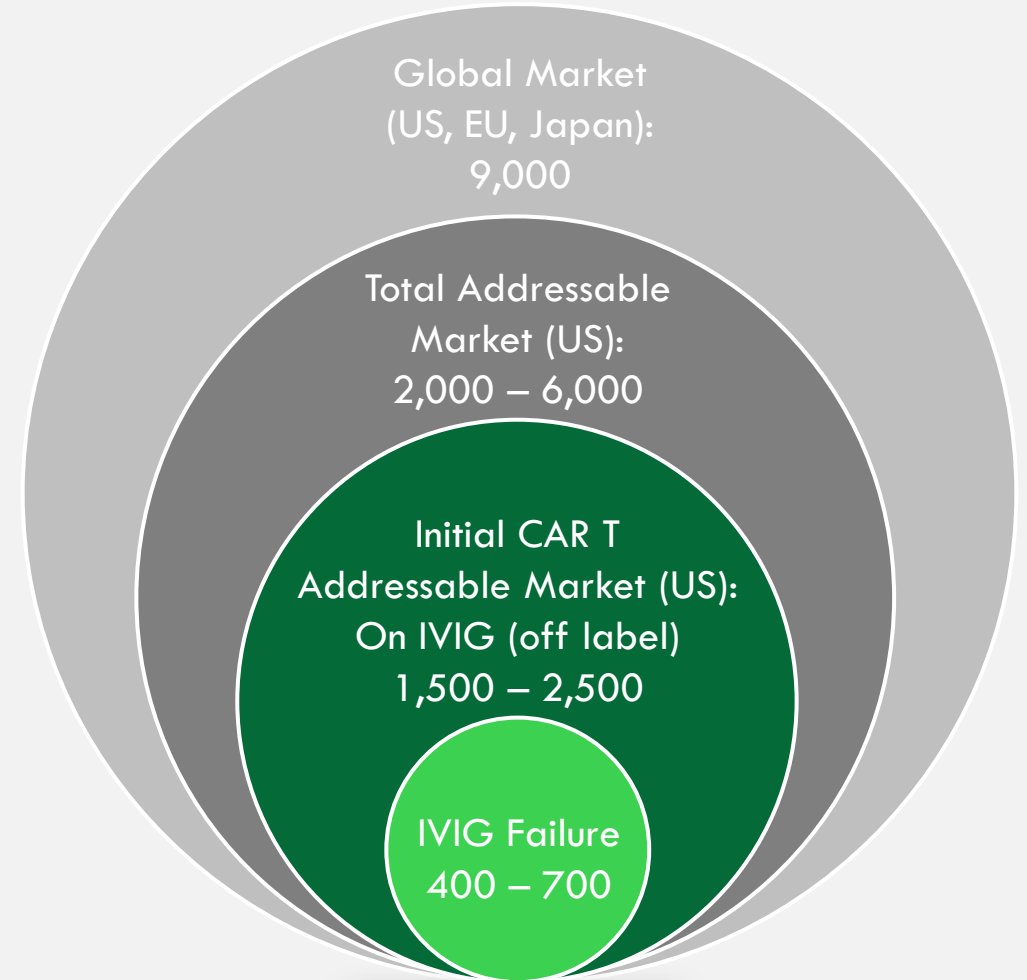 Global Market
(US, EU, Japan):
9,000
Total Addressable
Market (US):
2,000 – 6,000
Initial CAR T
Addressable Market (US):
On IVIG (off label)
1,500 – 2,500
IVIG Failure
400 – 700